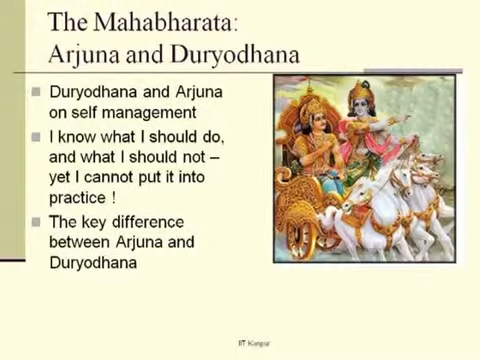 The Mahabharata:
Arjuna and Duryodhana
Duryodhana and Arjuna
on self management
I know what I should do,
and what I should not –
yet I cannot put it into
practice !
The key difference
between Arjuna and
Duryodhana
IIT Kanpur